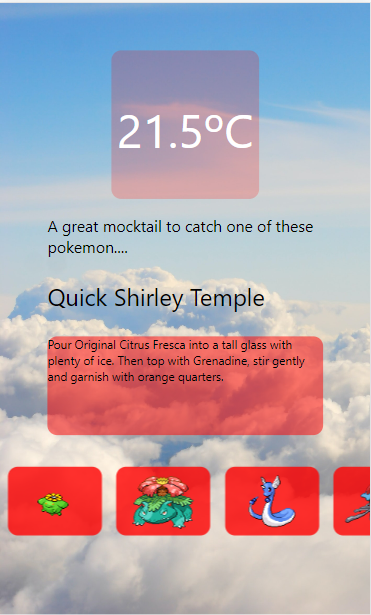 21.5ºC
A great mocktail to catch one of these
pokemon....
Quick Shirley Temple
Pour Original Citrus Fresca into a tall glass with
plenty of ice. Then top with Grenadine, stir gently
and garnish with orange quarters.